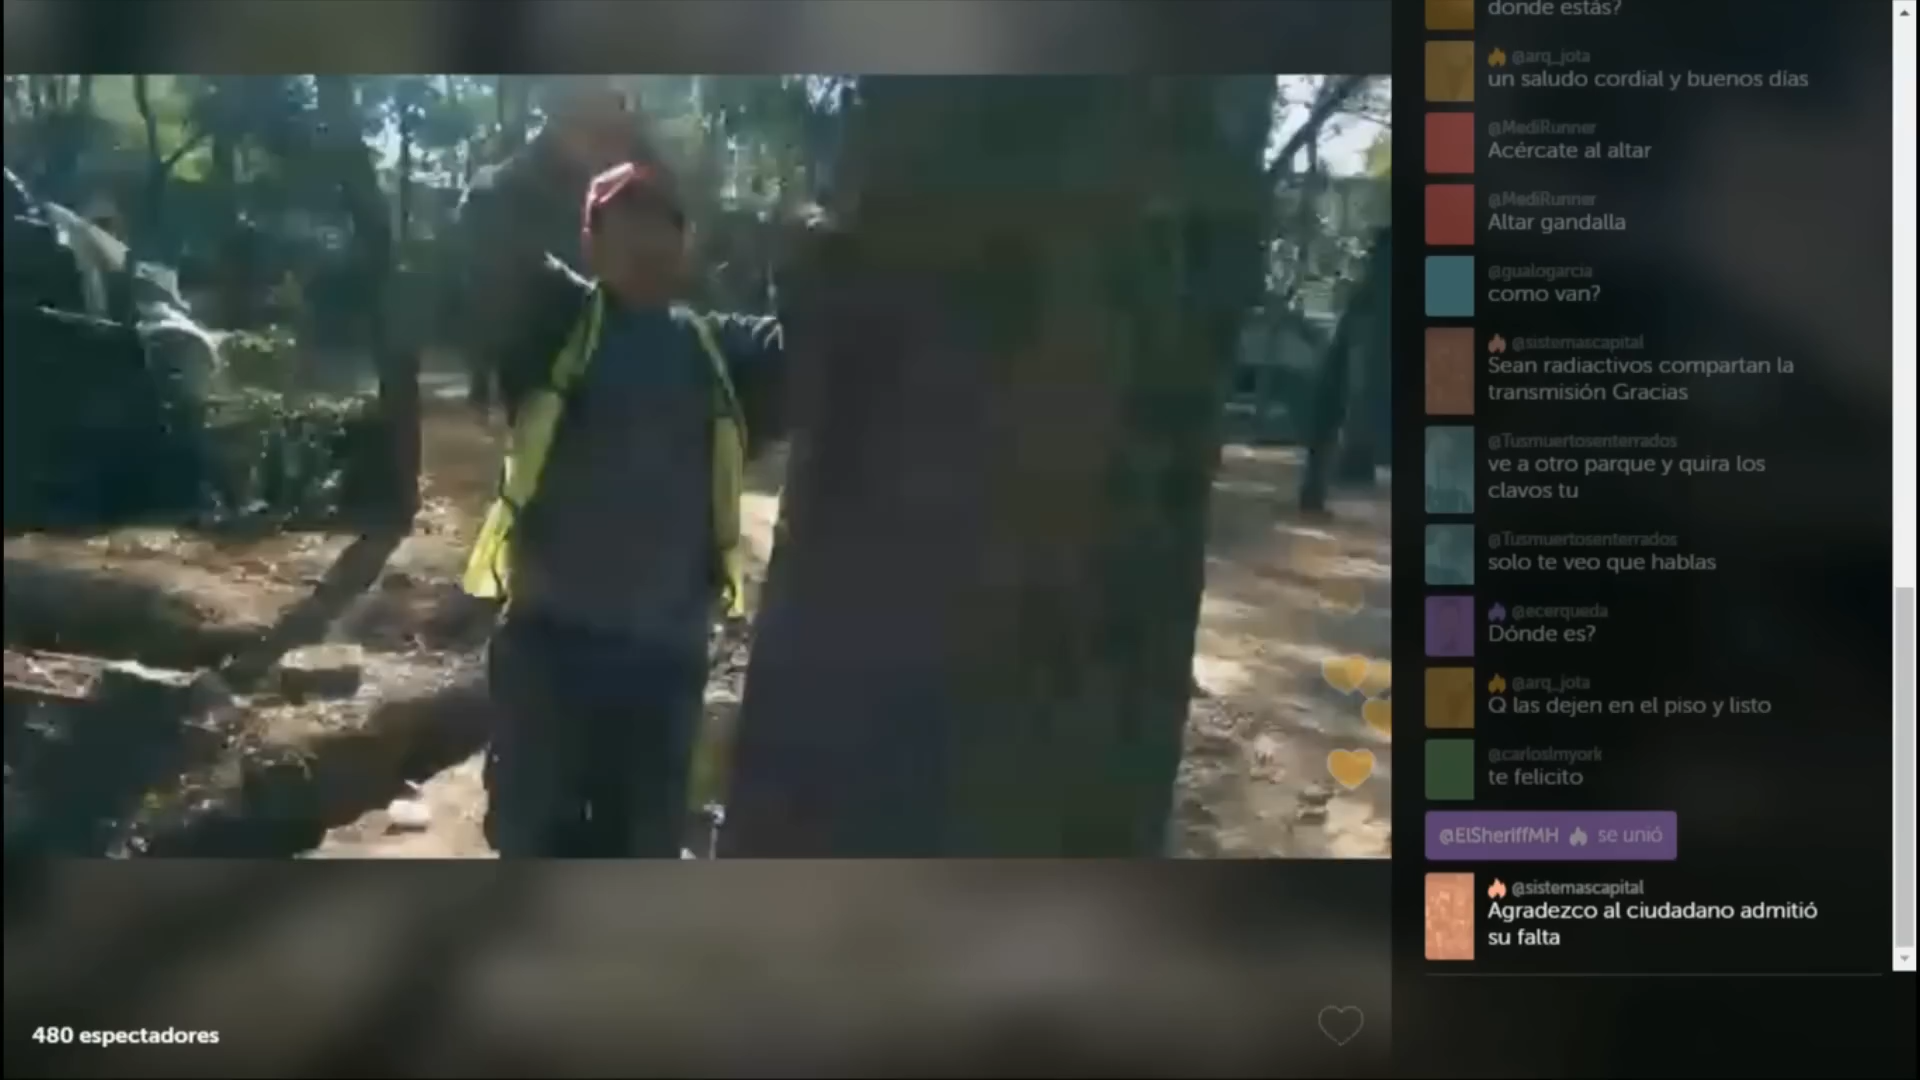 donde estás?
@arq_jota
un saludo cordial y buenos días
@MediRunner
Acércate al altar
@MediRunner
Altar gandalla
@gualogarcia
como van?
@sistemascapital
Sean radiactivos compartan la
transmisión Gracias
@Tusmuertosenterrados
ve a otro parque y quira los
clavos tu
@Tusmuertosenterrados
solo te veo que hablas
@ecerqueda
Dónde es?
@arq_jota
Q las dejen en el piso y listo
@carloslmyork
te felicito
@ElSheriffMH se unió
@sistemascapital
Agradezco al ciudadano admitió
su falta
480 espectadores